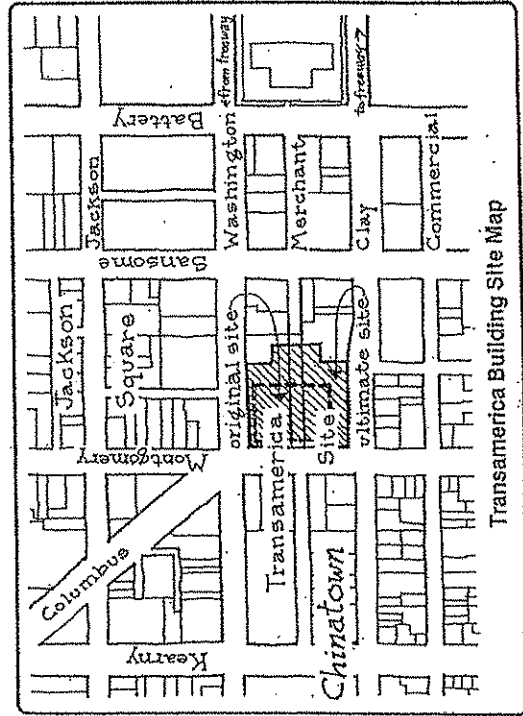 Jackson
Square
Columbus
Kearny
Montgomery
Sansome
Battery
Jackson
Washington
Merchant
Clay
Commercial
from freeway
to freeway
original site
Transamerica
Site
ultimate site
Chinatown
Transamerica Building Site Map